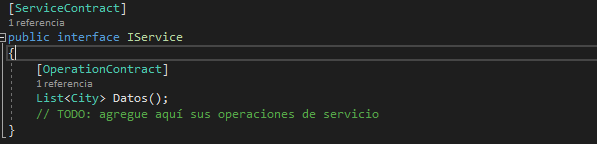 [ServiceContract]
1 referencia
public interface IService
{
[OperationContract]
1 referencia
List<City> Datos();
// TODO: agregue aquí sus operaciones de servicio
}